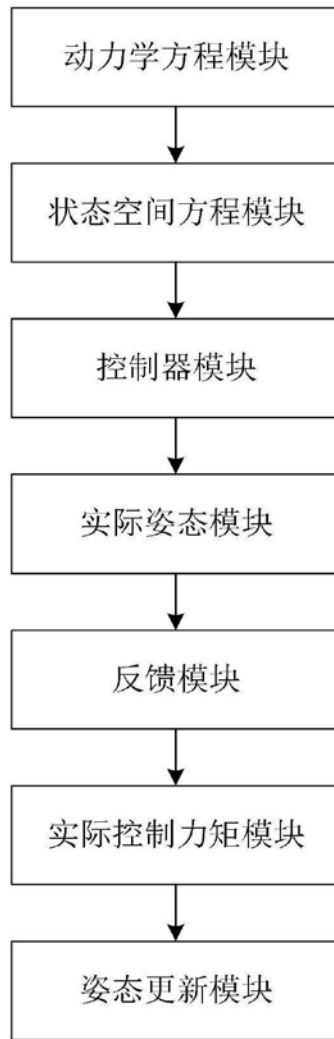 动力学方程模块
状态空间方程模块
控制器模块
实际姿态模块
反馈模块
实际控制力矩模块
姿态更新模块